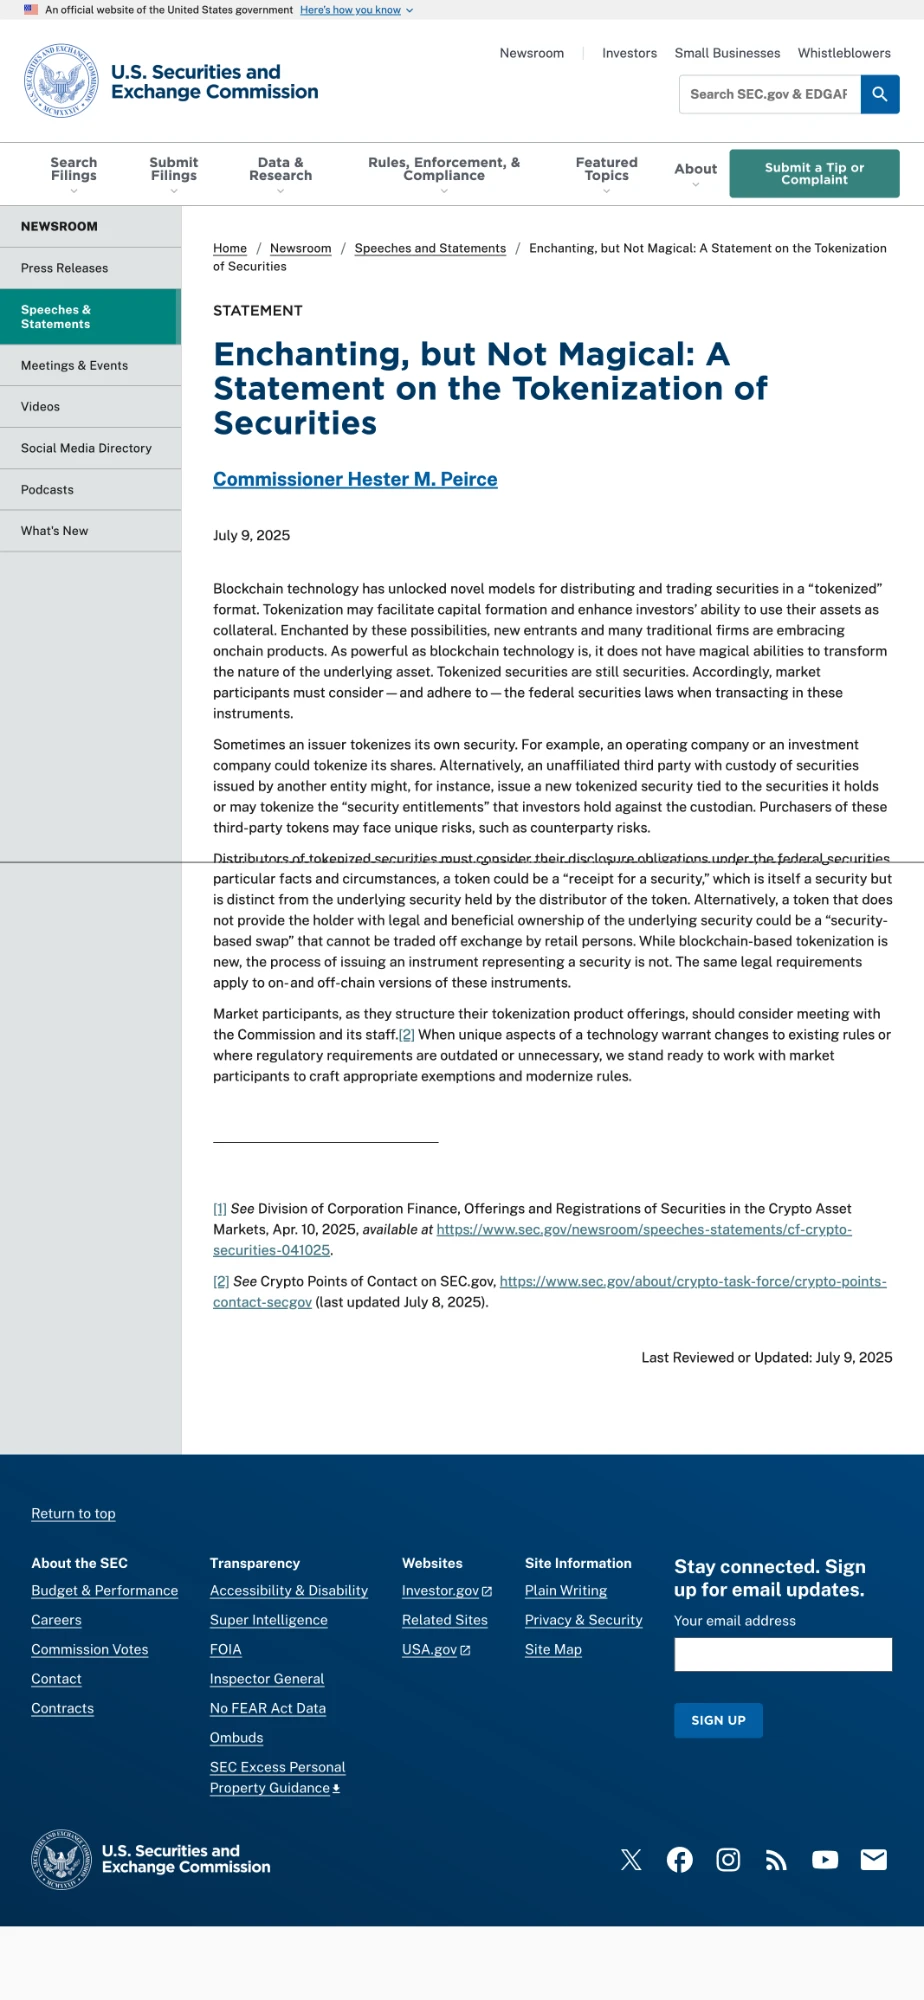 An official website of the United States government Here's how you know
U.S. Securities and
Exchange Commission
Newsroom
Investors
Small Businesses
Whistleblowers
Search SEC.gov & EDGAR
Search
Filings
Submit
Filings
Data &
Research
Rules, Enforcement, &
Compliance
Featured
Topics
About
Submit a Tip or
Complaint
NEWSROOM
Press Releases
Speeches &
Statements
Meetings & Events
Videos
Social Media Directory
Podcasts
What's New
Home / Newsroom / Speeches and Statements / Enchanting, but Not Magical: A Statement on the Tokenization
of Securities
STATEMENT
Enchanting, but Not Magical: A
Statement on the Tokenization of
Securities
Commissioner Hester M. Peirce
July 9, 2025
Blockchain technology has unlocked novel models for distributing and trading securities in a “tokenized”
format. Tokenization may facilitate capital formation and enhance investors’ ability to use their assets as
collateral. Enchanted by these possibilities, new entrants and many traditional firms are embracing
onchain products. As powerful as blockchain technology is, it does not have magical abilities to transform
the nature of the underlying asset. Tokenized securities are still securities. Accordingly, market
participants must consider—and adhere to—the federal securities laws when transacting in these
instruments.
Sometimes an issuer tokenizes its own security. For example, an operating company or an investment
company could tokenize its shares. Alternatively, an unaffiliated third party with custody of securities
issued by another entity might, for instance, issue a new tokenized security tied to the securities it holds
or may tokenize the “security entitlements” that investors hold against the custodian. Purchasers of these
third-party tokens may face unique risks, such as counterparty risks.
Distributors of tokenized securities must consider their disclosure obligations under the federal securities
particular facts and circumstances, a token could be a “receipt for a security,” which is itself a security but
is distinct from the underlying security held by the distributor of the token. Alternatively, a token that does
not provide the holder with legal and beneficial ownership of the underlying security could be a “security-
based swap” that cannot be traded off exchange by retail persons. While blockchain-based tokenization is
new, the process of issuing an instrument representing a security is not. The same legal requirements
apply to on- and off-chain versions of these instruments.
Market participants, as they structure their tokenization product offerings, should consider meeting with
the Commission and its staff.[2] When unique aspects of a technology warrant changes to existing rules or
where regulatory requirements are outdated or unnecessary, we stand ready to work with market
participants to craft appropriate exemptions and modernize rules.
[1] See Division of Corporation Finance, Offerings and Registrations of Securities in the Crypto Asset
Markets, Apr. 10, 2025, available at https://www.sec.gov/newsroom/speeches-statements/cf-crypto-
securities-041025.
[2] See Crypto Points of Contact on SEC.gov, https://www.sec.gov/about/crypto-task-force/crypto-points-
contact-secgov (last updated July 8, 2025).
Last Reviewed or Updated: July 9, 2025
Return to top
About the SEC
Budget & Performance
Careers
Commission Votes
Contact
Contracts
Transparency
Accessibility & Disability
Super Intelligence
FOIA
Inspector General
No FEAR Act Data
Ombuds
SEC Excess Personal
Property Guidance
Websites
Investor.gov
Related Sites
USA.gov
Site Information
Plain Writing
Privacy & Security
Site Map
Stay connected. Sign
up for email updates.
Your email address
SIGN UP
U.S. Securities and
Exchange Commission